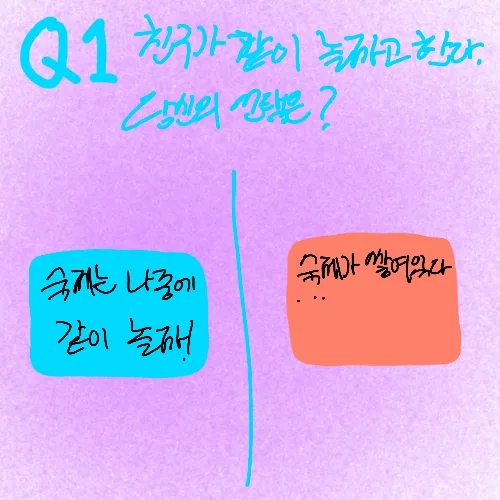 Q1 친구가 같이 놀자고 한다.
당신의 선택은?
숙제는 나중에
같이 놀자!
숙제가 쌓여있다
...